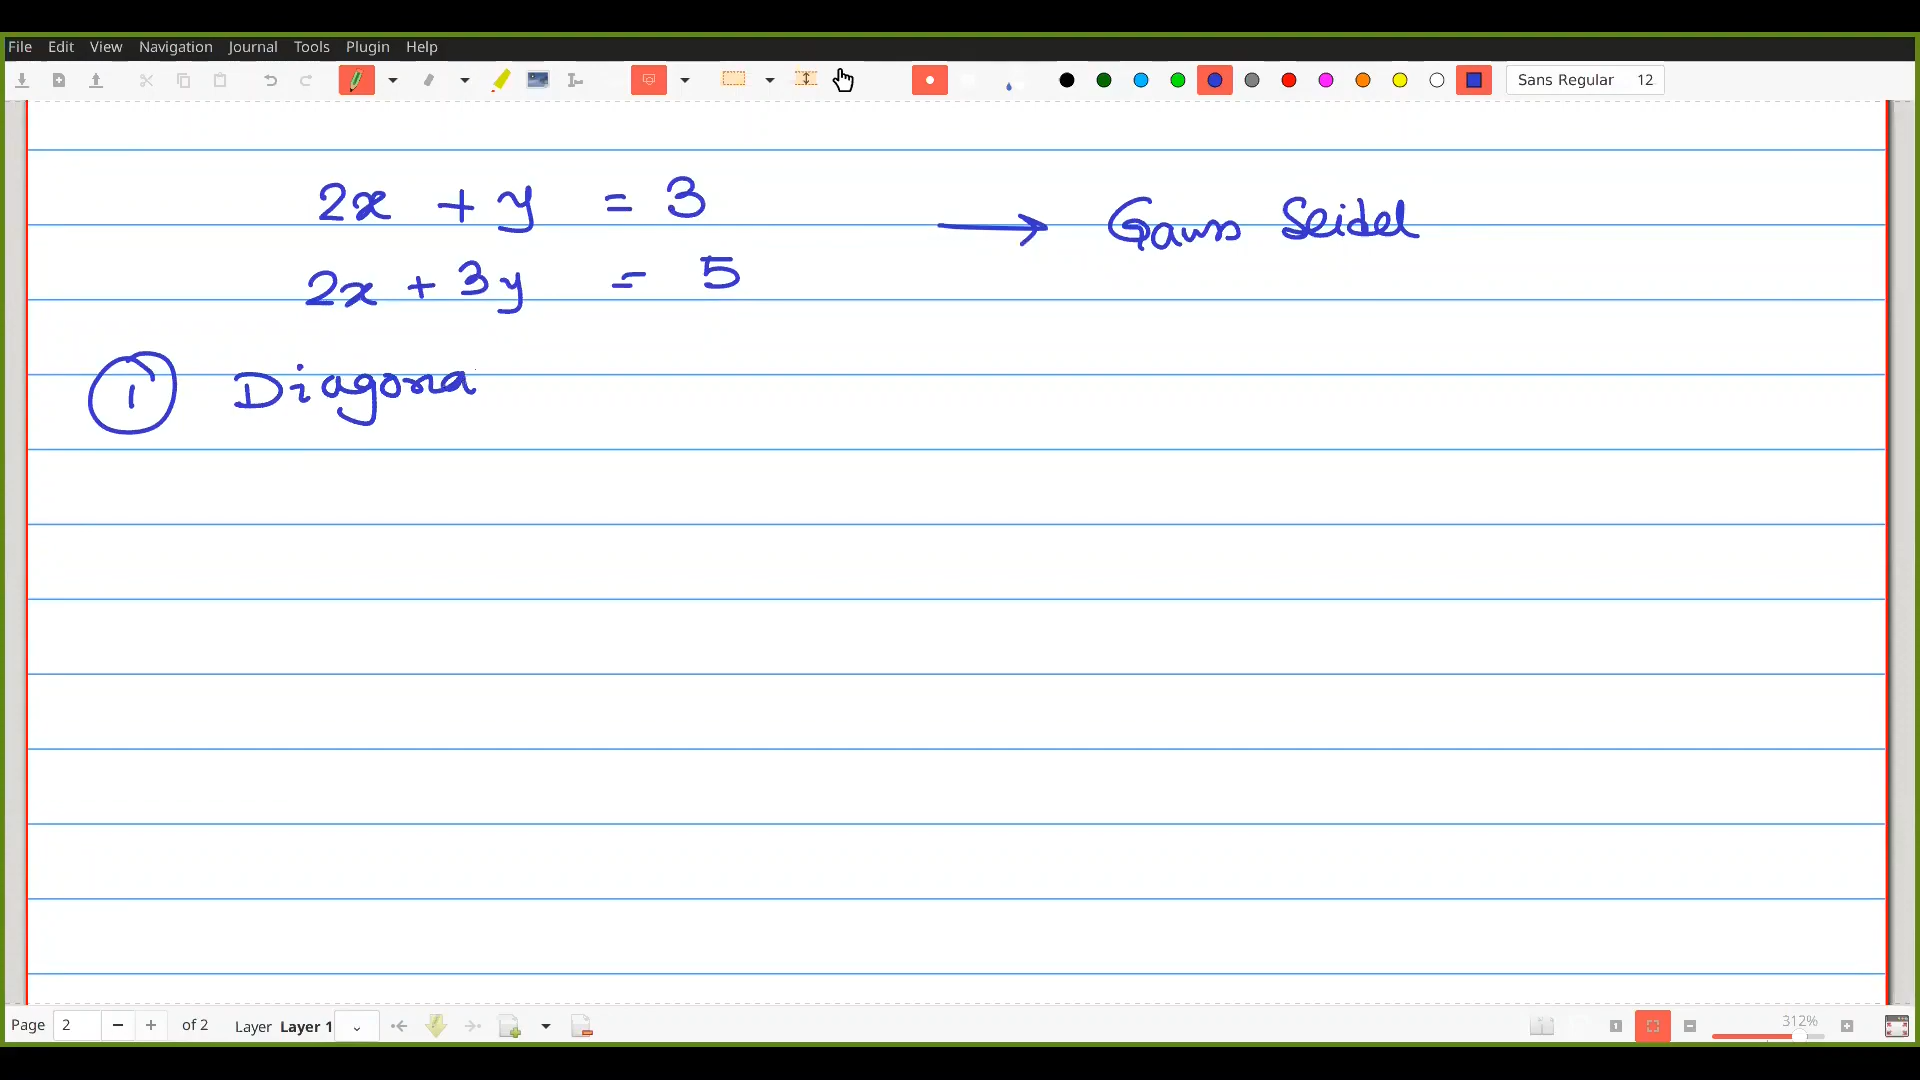 File Edit View Navigation Journal Tools Plugin Help
Sans Regular 12
2x + y = 3
Gauss Seidel
2x + 3y = 5
1 Diagona
Page 2 of 2 Layer Layer 1 1 312%